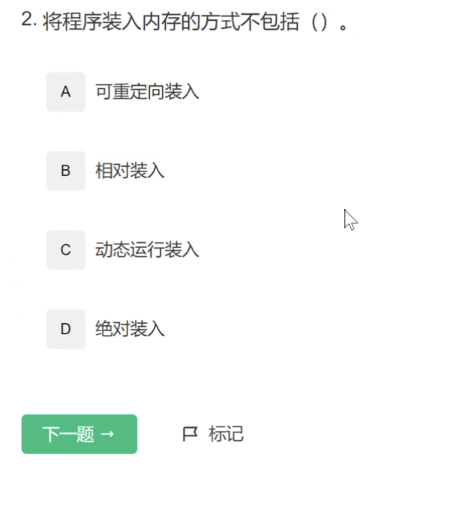 2. 将程序装入内存的方式不包括（）。
A 可重定向装入
B 相对装入
C 动态运行装入
D 绝对装入
下一题 → 标记